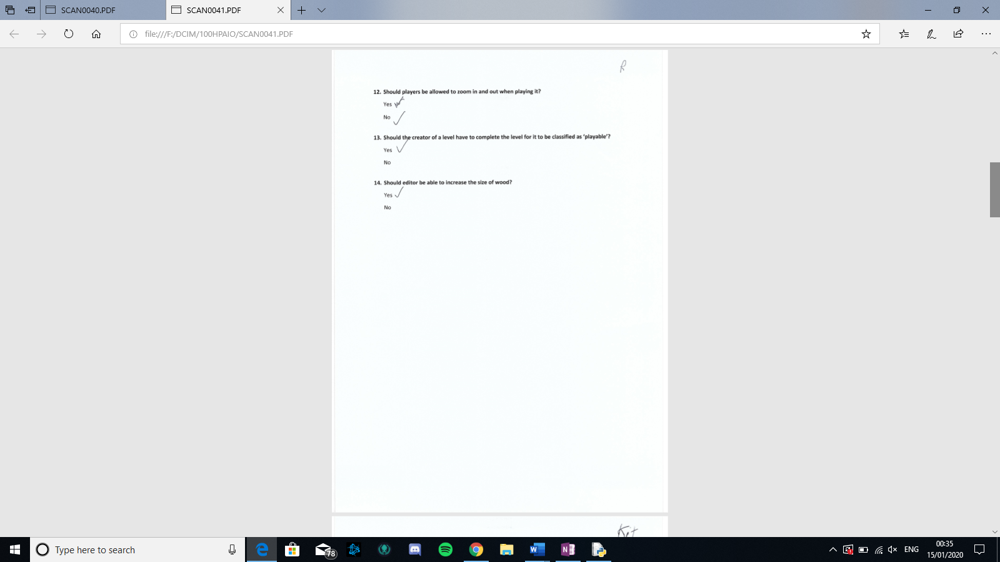 SCAN0040.PDF
SCAN0041.PDF
file:///F:/DCIM/100HPAIO/SCAN0041.PDF
R
12. Should players be allowed to zoom in and out when playing it?
Yes
No
13. Should the creator of a level have to complete the level for it to be classified as 'playable'?
Yes
No
14. Should editor be able to increase the size of wood?
Yes
No
Kit
Type here to search
78
ENG
00:35
15/01/2020